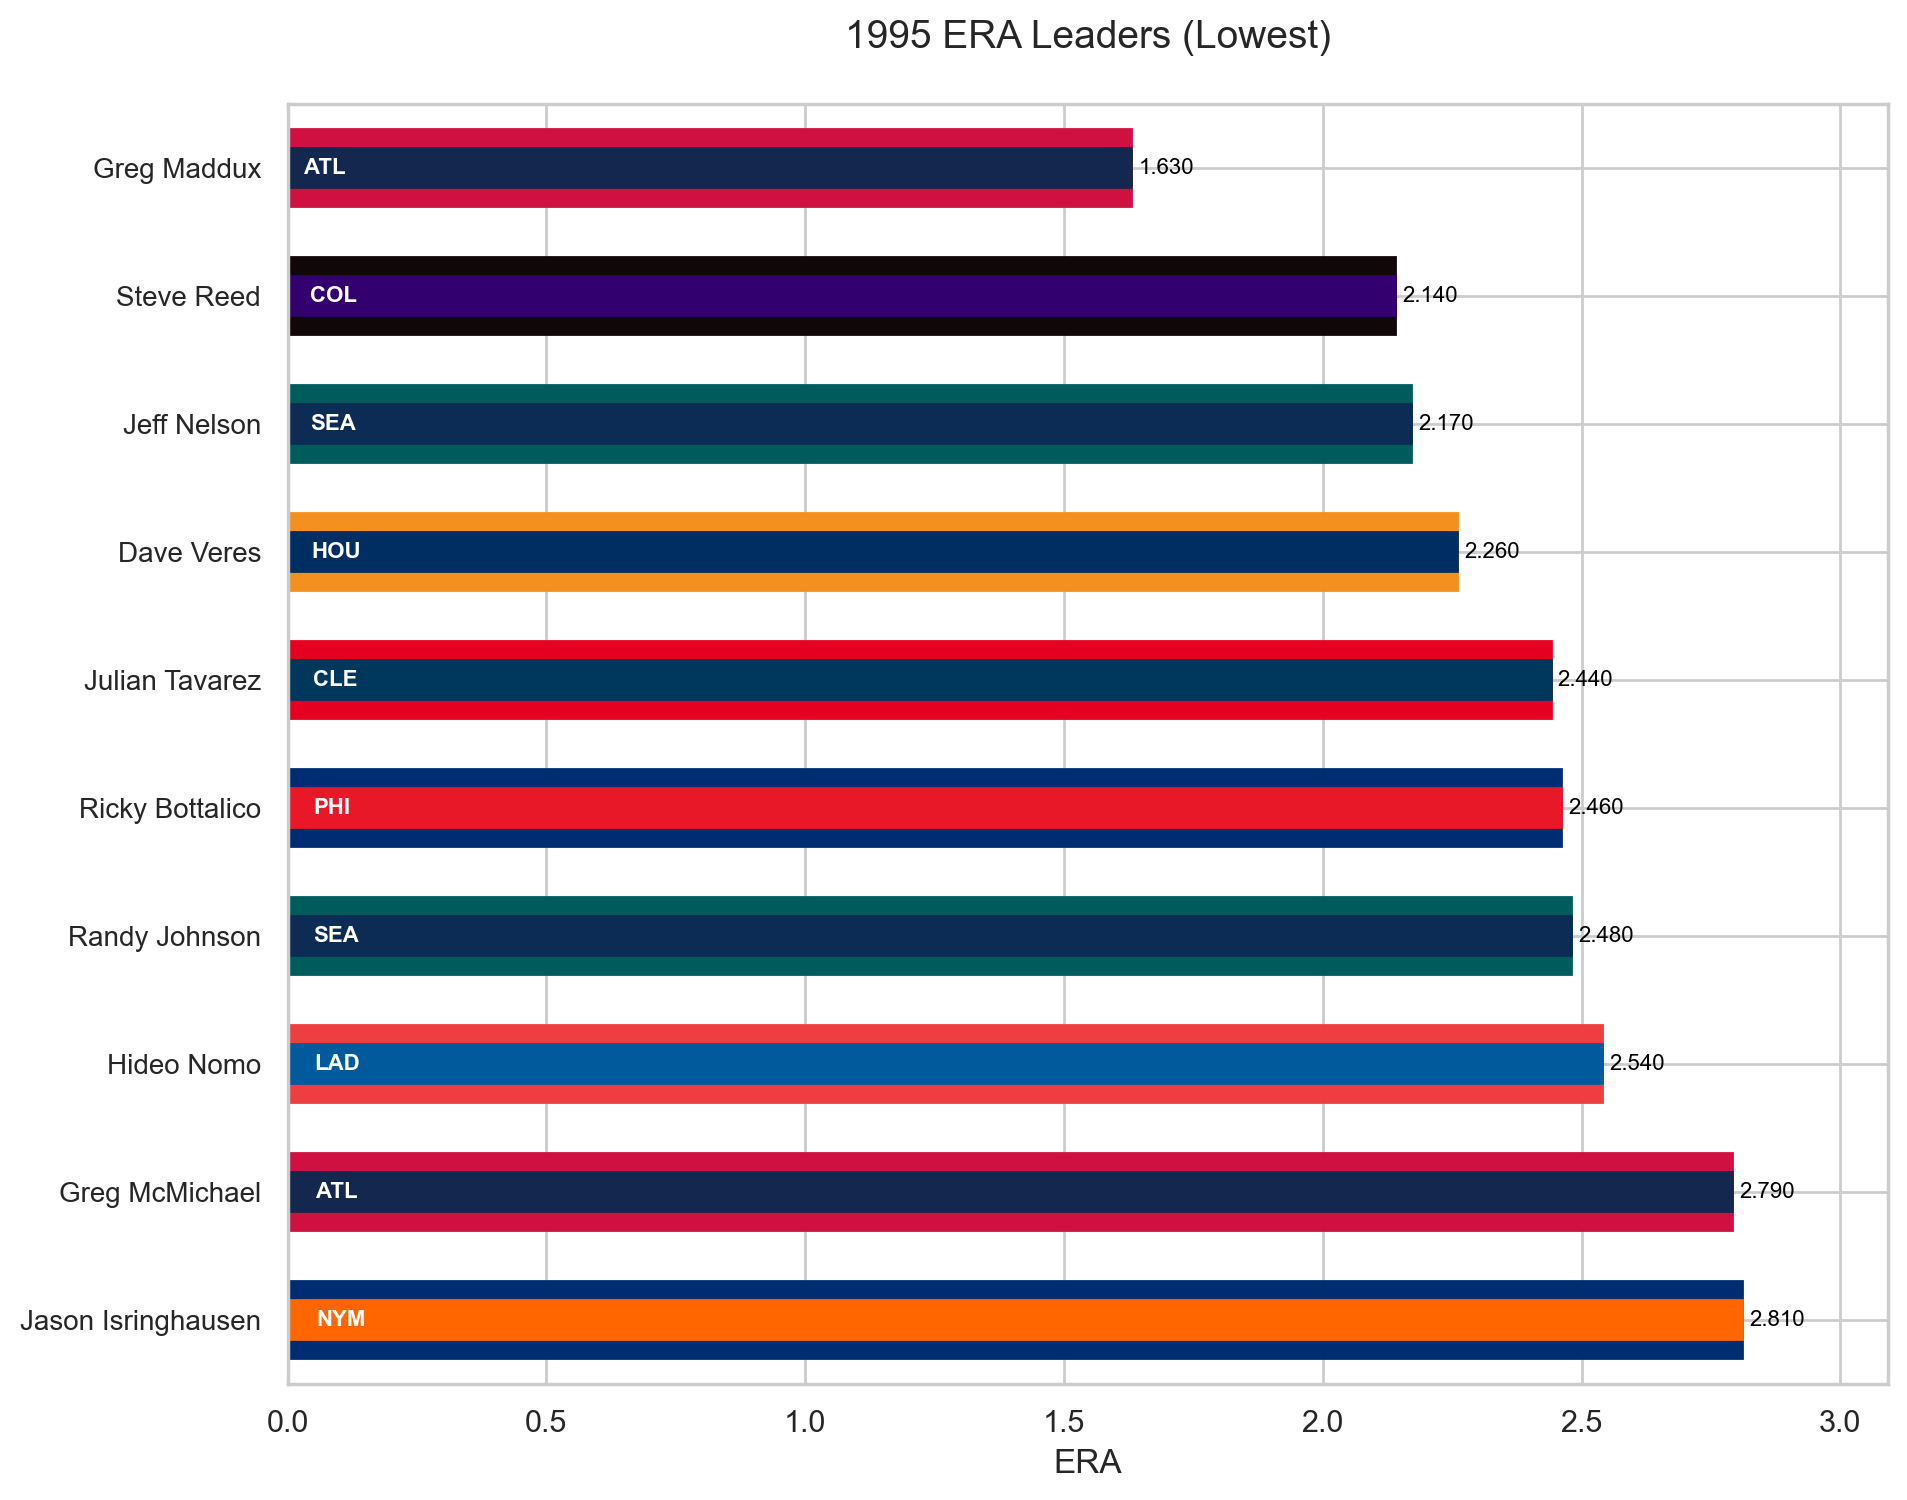 1995 ERA Leaders (Lowest)
Greg Maddux ATL 1.630
Steve Reed COL 2.140
Jeff Nelson SEA 2.170
Dave Veres HOU 2.260
Julian Tavarez CLE 2.440
Ricky Bottalico PHI 2.460
Randy Johnson SEA 2.480
Hideo Nomo LAD 2.540
Greg McMichael ATL 2.790
Jason Isringhausen NYM 2.810
0.0 0.5 1.0 1.5 2.0 2.5 3.0
ERA